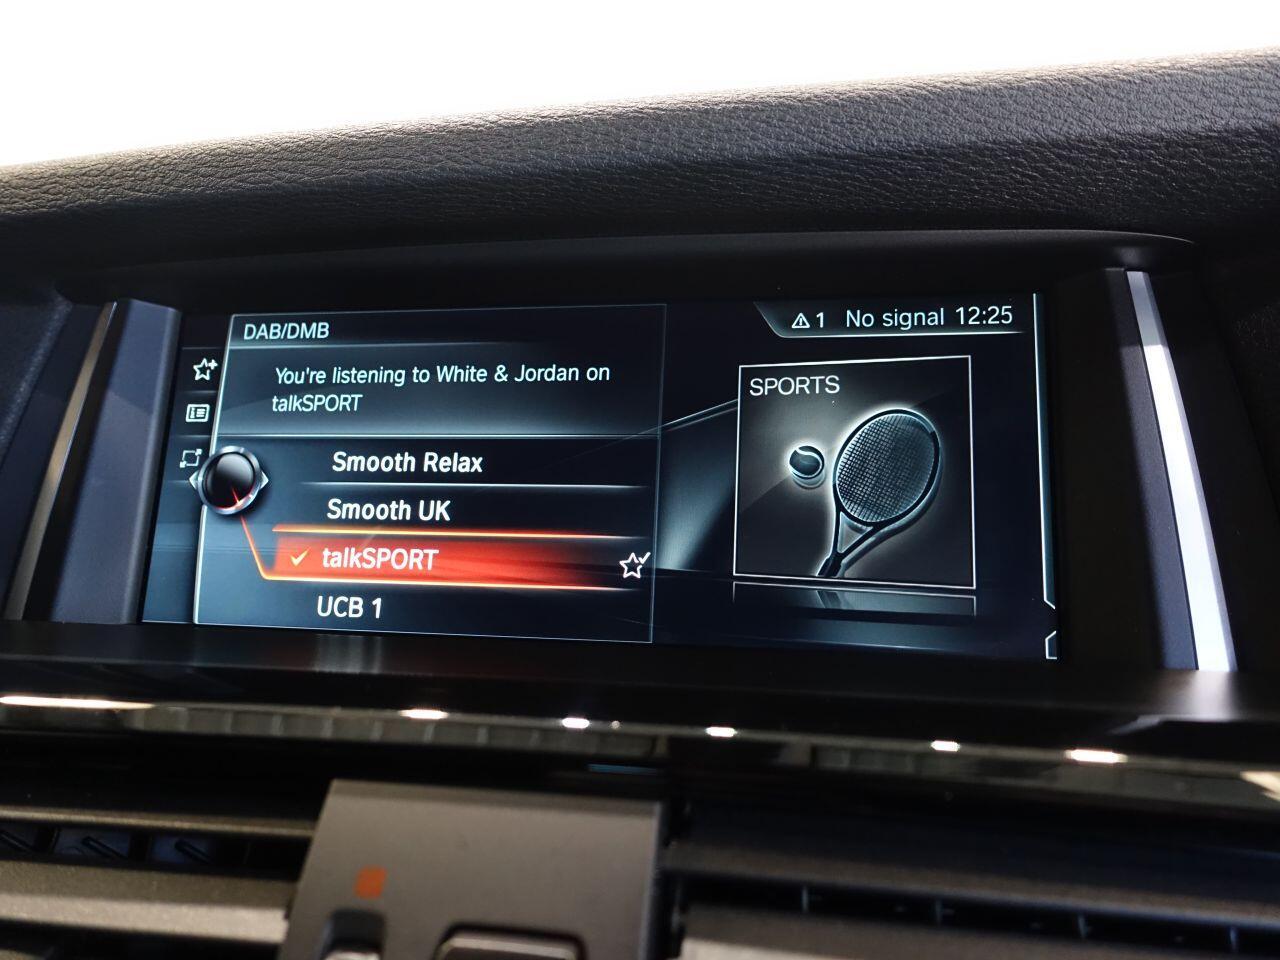 DAB/DMB
1 No signal 12:25
You're listening to White & Jordan on
talkSPORT
SPORTS
Smooth Relax
Smooth UK
talkSPORT
UCB 1